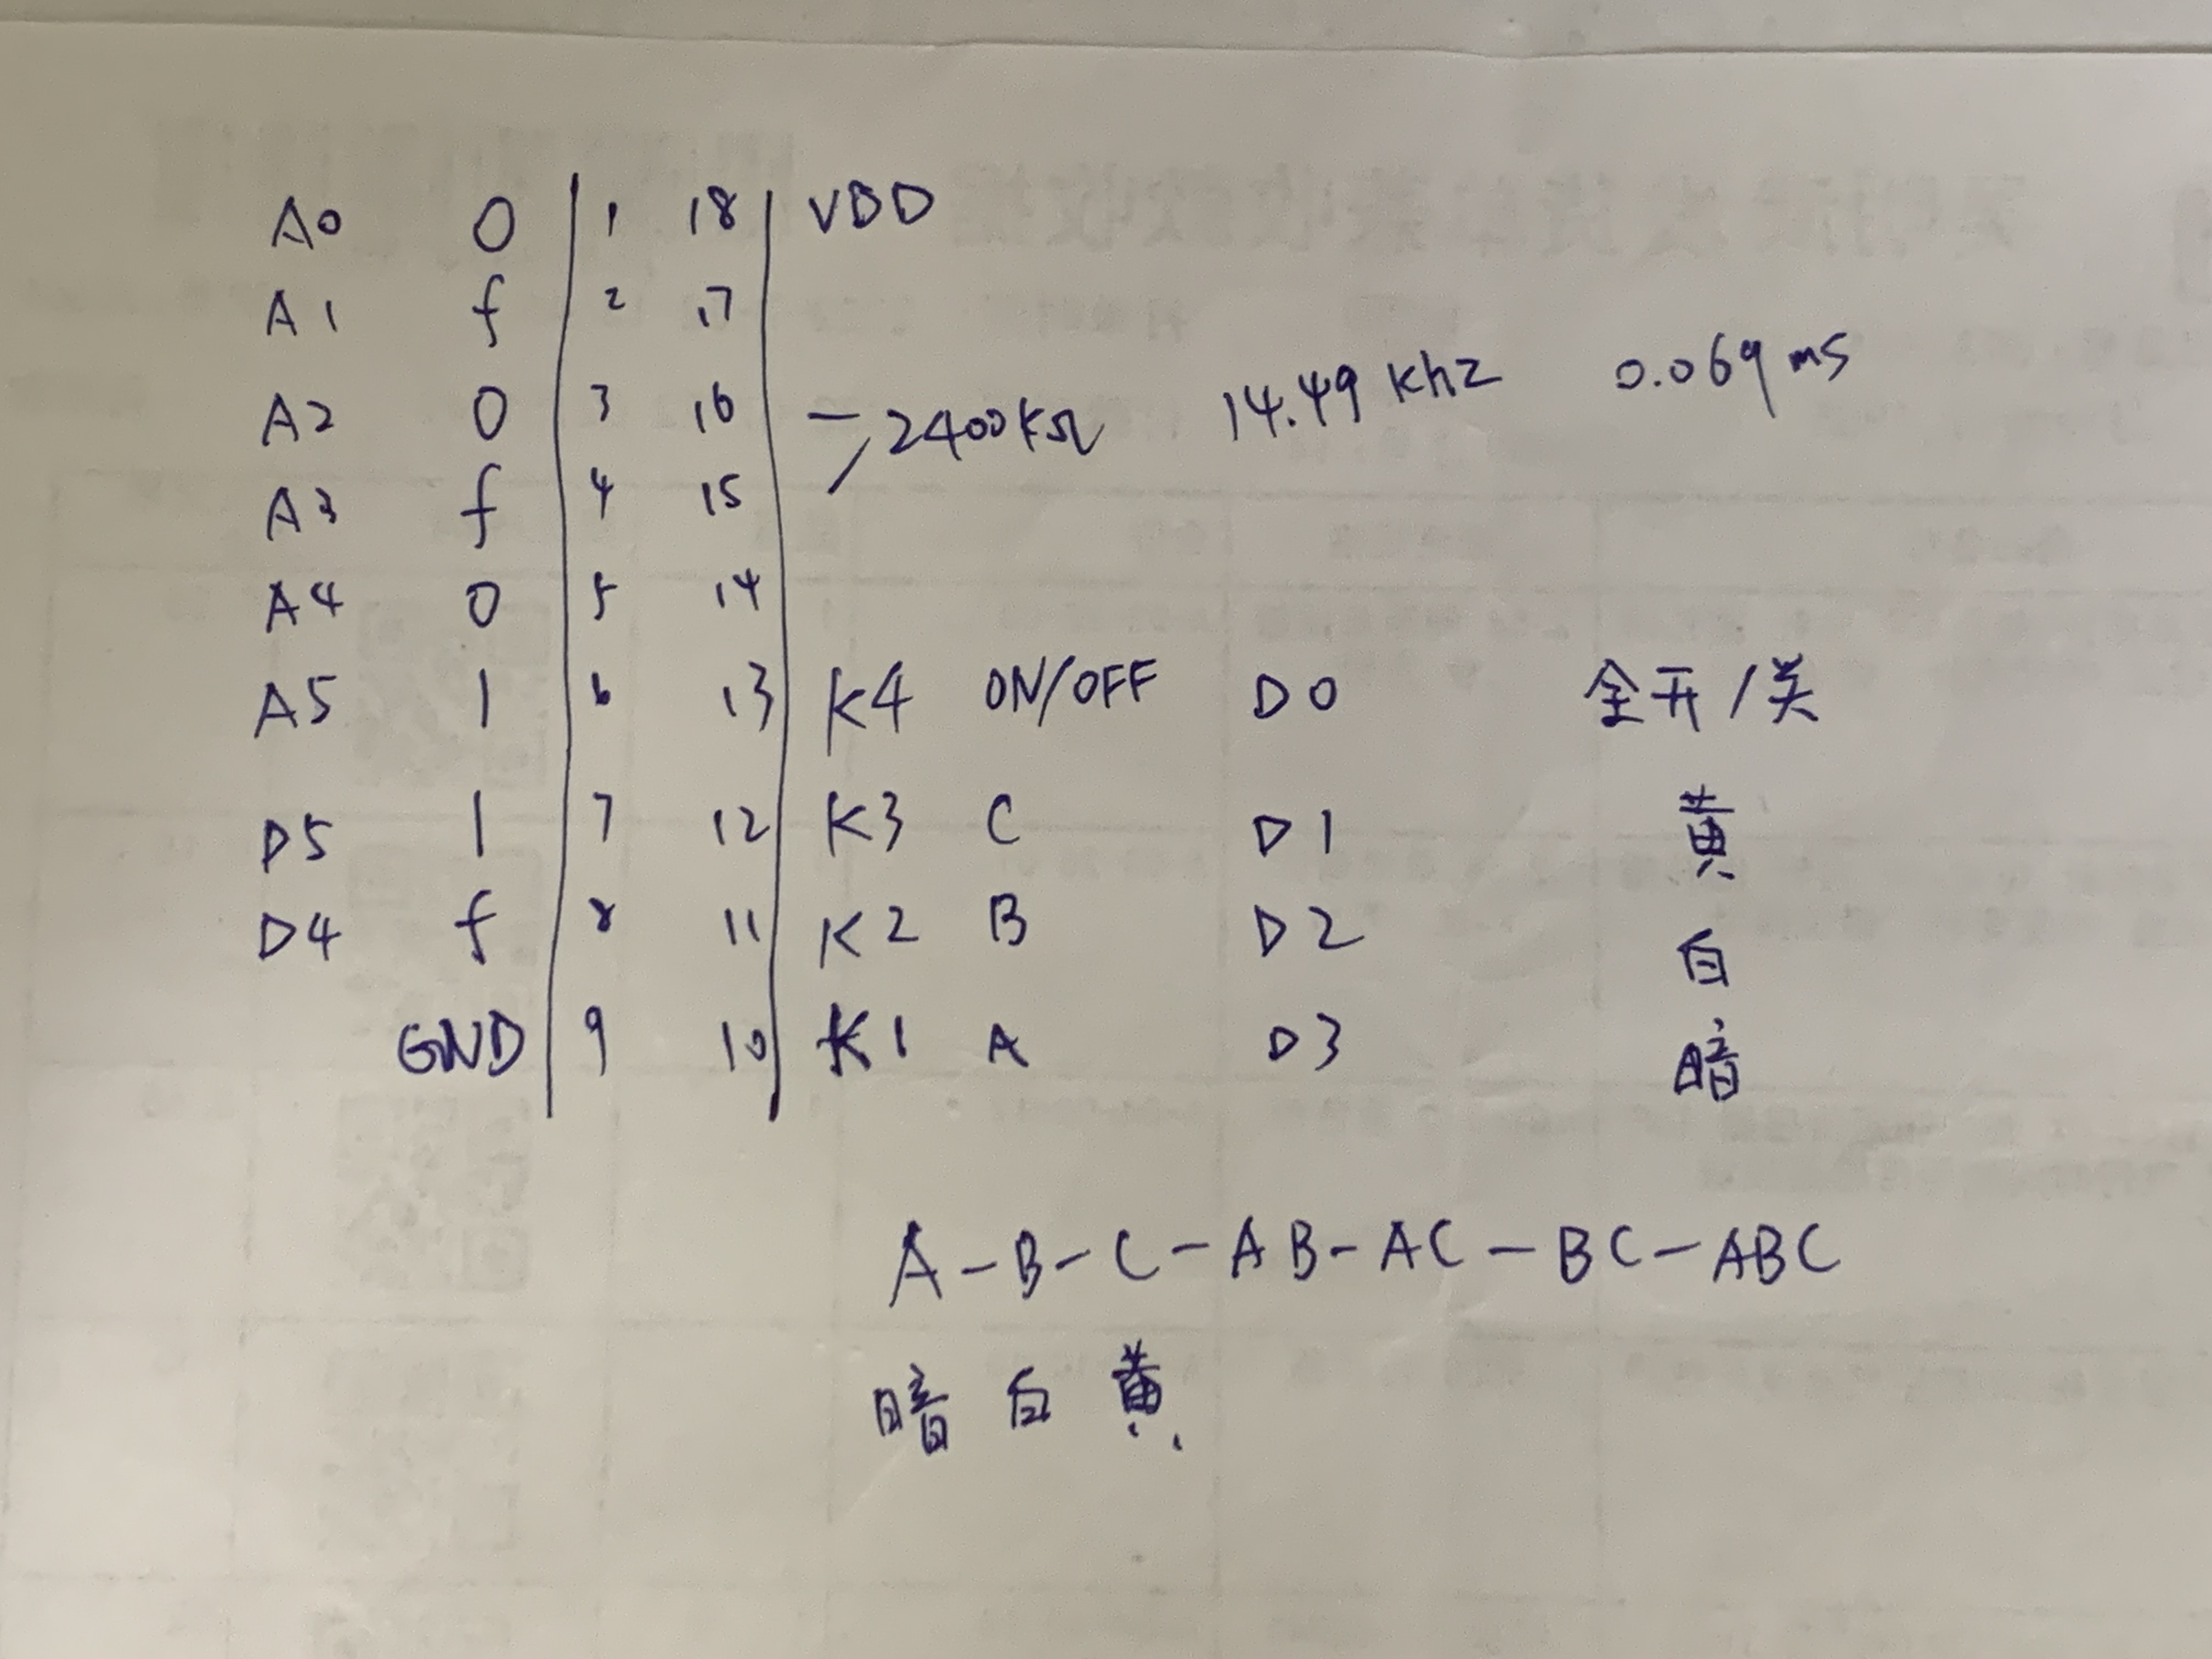 A0 0 1 18 VDD
A1 f 2 17
A2 0 3 16 2400KΩ 14.49 Khz 0.069 ms
A3 f 4 15
A4 0 5 14
A5 1 6 13 K4 ON/OFF D0 全开/关
D5 1 7 12 K3 C D1 黄
D4 f 8 11 K2 B D2 白
GND 9 10 K1 A D3 暗
A-B-C-AB-AC-BC-ABC
暗 白 黄